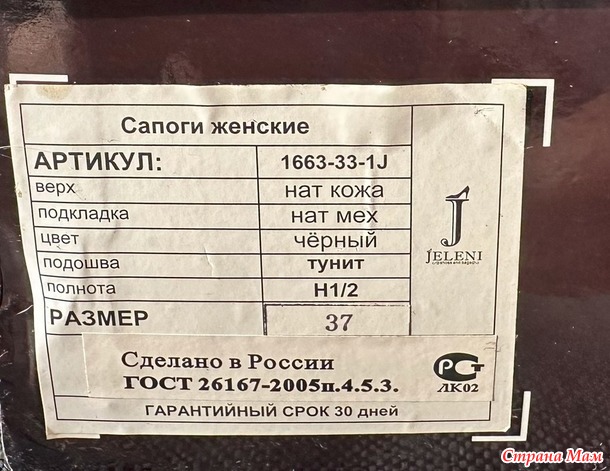 Сапоги женские
АРТИКУЛ: 1663-33-1J
верх нат кожа
подкладка нат мех
цвет чёрный
подошва тунит
полнота Н1/2
РАЗМЕР 37
J
JELENI
Сделано в России
ГОСТ 26167-2005п.4.5.3.
РСТ
ЛК02
ГАРАНТИЙНЫЙ СРОК 30 дней
Страна Мам